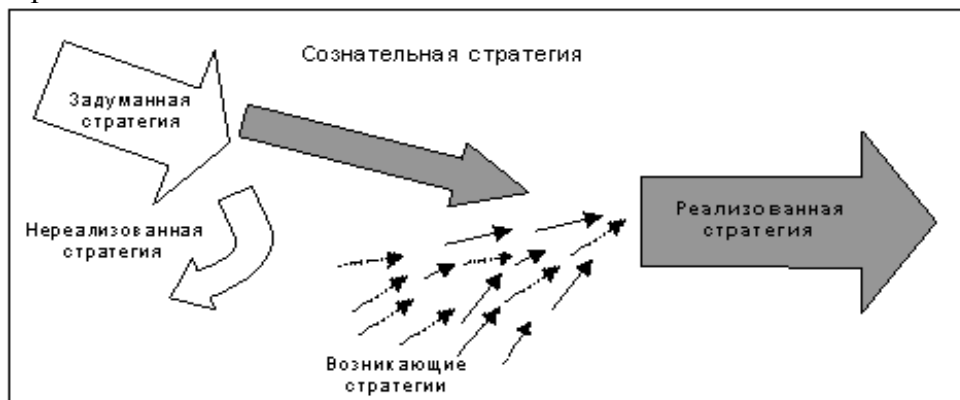 Сознательная стратегия
Задуманная
стратегия
Нереализованная
стратегия
Реализованная
стратегия
Возникающие
стратегии